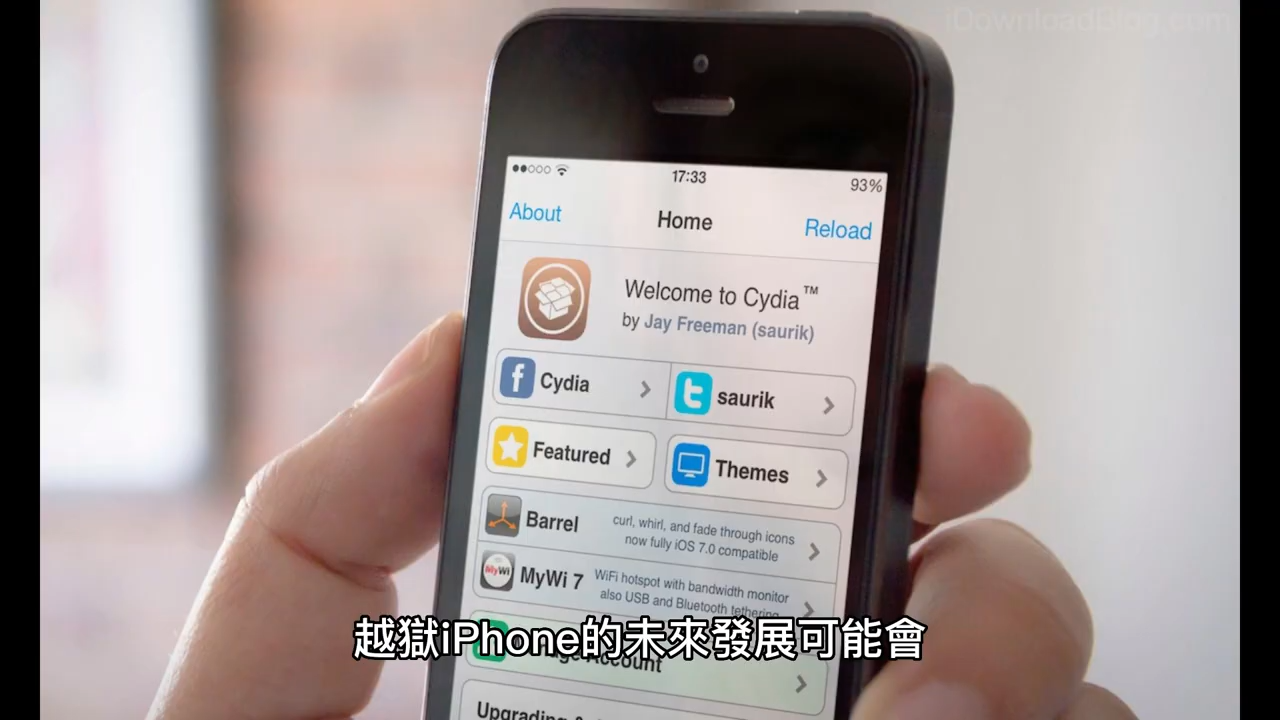 iDownloadBlog.com
17:33
93%
About
Home
Reload
Welcome to Cydia™
by Jay Freeman (saurik)
Cydia
saurik
Featured
Themes
Barrel
curl, whirl, and fade through icons
now fully iOS 7.0 compatible
MyWi
MyWi 7
WiFi hotspot with bandwidth monitor
also USB and Bluetooth tethering
越獄iPhone的未來發展可能會
Account
Upgrading &